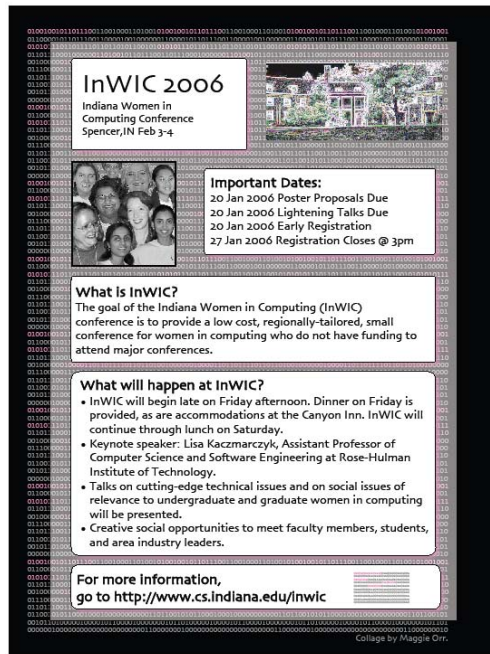 InWIC 2006
Indiana Women in
Computing Conference
Spencer,IN Feb 3-4
Important Dates:
20 Jan 2006 Poster Proposals Due
20 Jan 2006 Lightening Talks Due
20 Jan 2006 Early Registration
27 Jan 2006 Registration Closes @ 3pm
What is InWIC?
The goal of the Indiana Women in Computing (InWIC)
conference is to provide a low cost, regionally-tailored, small
conference for women in computing who do not have funding to
attend major conferences.
What will happen at InWIC?
• InWIC will begin late on Friday afternoon. Dinner on Friday is
provided, as are accommodations at the Canyon Inn. InWIC will
continue through lunch on Saturday.
• Keynote speaker: Lisa Kaczmarczyk, Assistant Professor of
Computer Science and Software Engineering at Rose-Hulman
Institute of Technology.
• Talks on cutting-edge technical issues and on social issues of
relevance to undergraduate and graduate women in computing
will be presented.
• Creative social opportunities to meet faculty members, students,
and area industry leaders.
For more information,
go to http://www.cs.indiana.edu/inwic
Collage by Maggie Orr.